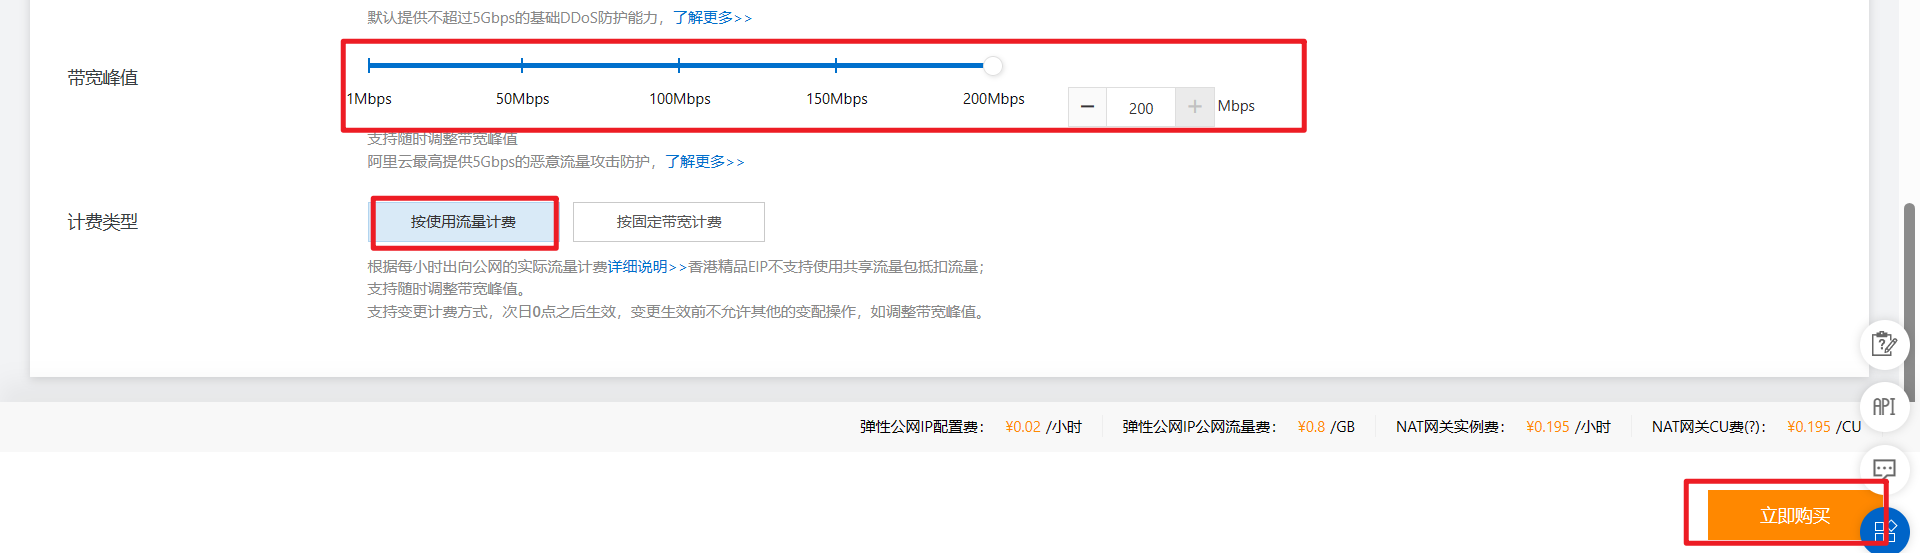 默认提供不超过5Gbps的基础DDoS防护能力，了解更多>>
带宽峰值
1Mbps 50Mbps 100Mbps 150Mbps 200Mbps
− 200 + Mbps
支持随时调整带宽峰值
阿里云最高提供5Gbps的恶意流量攻击防护，了解更多>>
计费类型
按使用流量计费 按固定带宽计费
根据每小时出向公网的实际流量计费详细说明>>香港精品EIP不支持使用共享流量包抵扣流量；
支持随时调整带宽峰值。
支持变更计费方式，次日0点之后生效，变更生效前不允许其他的变配操作，如调整带宽峰值。
API
弹性公网IP配置费： ¥0.02 /小时 弹性公网IP公网流量费： ¥0.8 /GB NAT网关实例费： ¥0.195 /小时 NAT网关CU费(?)： ¥0.195 /CU
立即购买